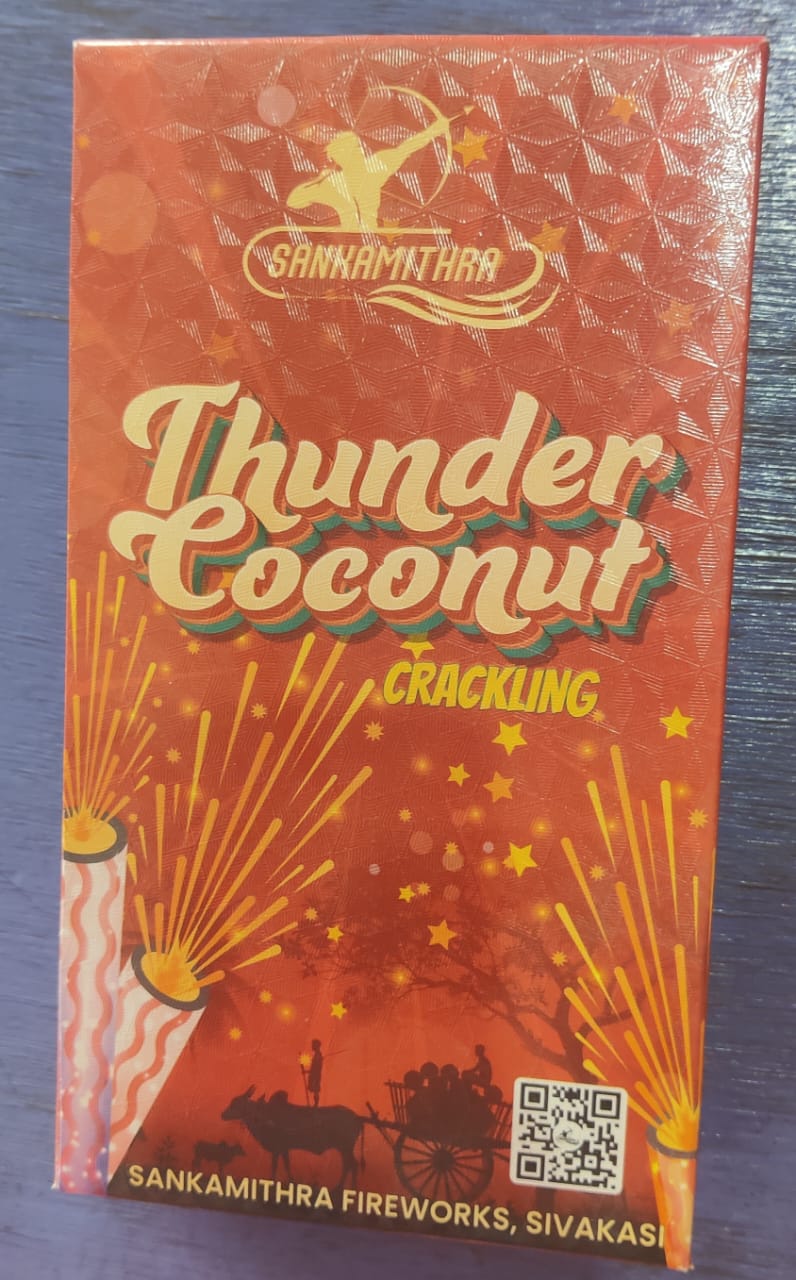 SANKAMITHRA
Thunder
Coconut
CRACKLING
SANKAMITHRA FIREWORKS, SIVAKASI